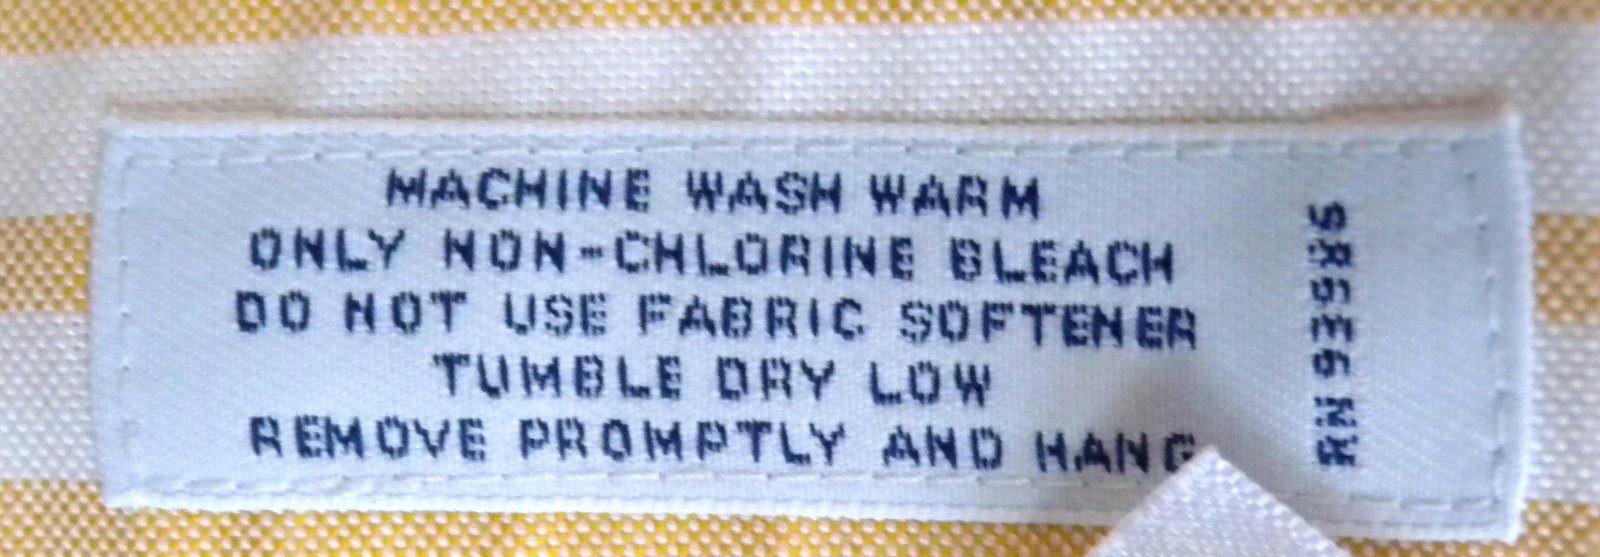 MACHINE WASH WARM
ONLY NON-CHLORINE BLEACH
DO NOT USE FABRIC SOFTENER
TUMBLE DRY LOW
REMOVE PROMPTLY AND HANG
RN